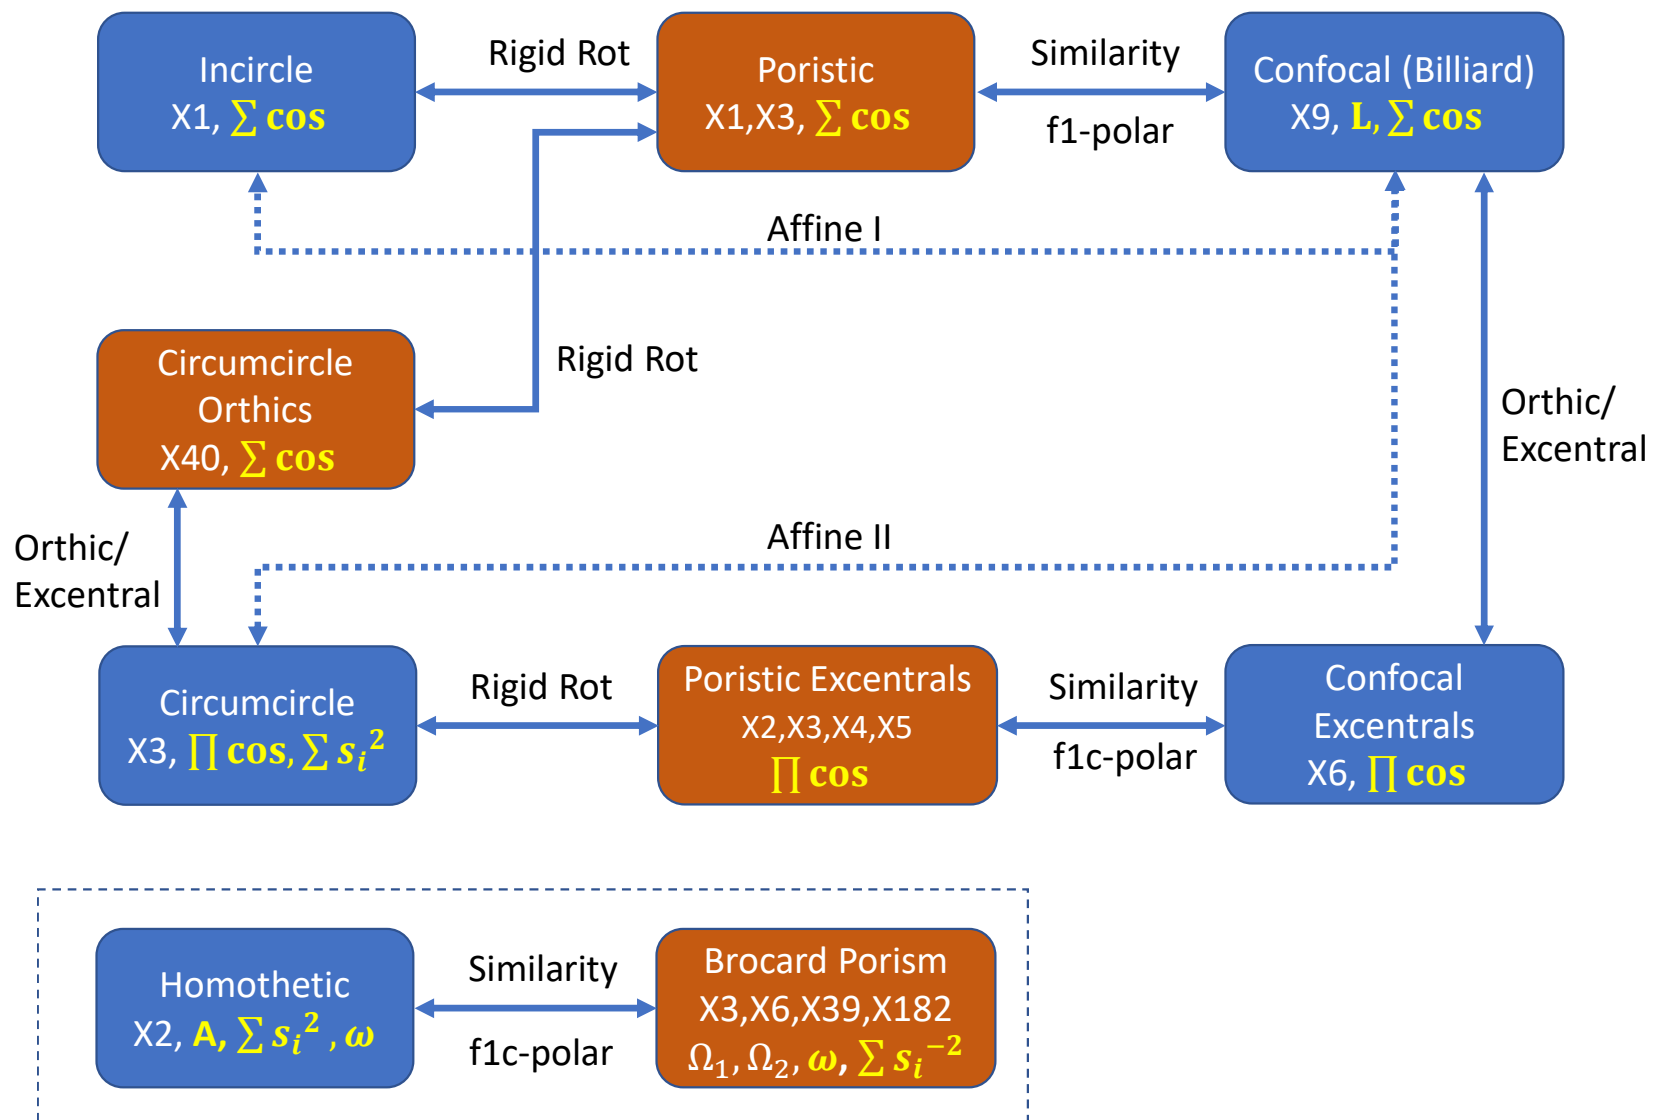 Incircle
X1, ∑ cos
Rigid Rot
Poristic
X1,X3, ∑ cos
Similarity
f1-polar
Confocal (Billiard)
X9, L, ∑ cos
Affine I
Circumcircle
Orthics
X40, ∑ cos
Rigid Rot
Orthic/
Excentral
Orthic/
Excentral
Affine II
Circumcircle
X3, ∏ cos, ∑ sᵢ²
Rigid Rot
Poristic Excentrals
X2,X3,X4,X5
∏ cos
Similarity
f1c-polar
Confocal
Excentrals
X6, ∏ cos
Homothetic
X2, A, ∑ sᵢ² , ω
Similarity
f1c-polar
Brocard Porism
X3,X6,X39,X182
Ω₁, Ω₂, ω, ∑ sᵢ⁻²